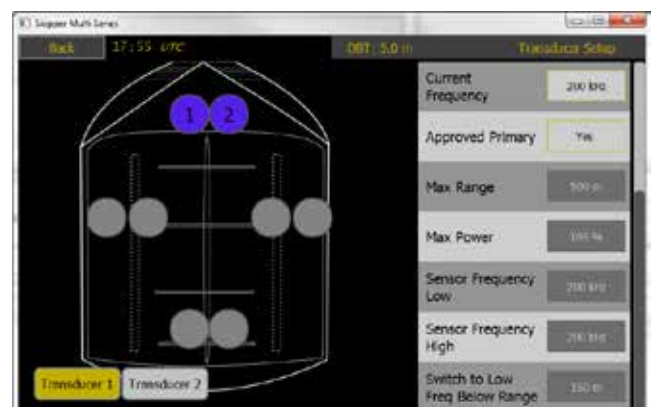 Skipper Multi Series
Back
17:55 UTC
DBT: 5.0 m
Transducer Setup
1
2
Current
Frequency
200 kHz
Approved Primary
Yes
Max Range
500 m
Max Power
100 %
Sensor Frequency
Low
200 kHz
Sensor Frequency
High
200 kHz
Switch to Low
Freq Below Range
150 m
Transducer 1
Transducer 2